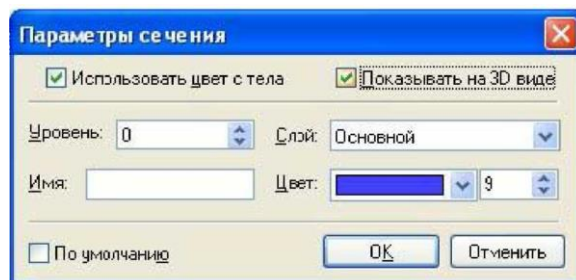 Параметры сечения
Использовать цвет с тела Показывать на 3D виде
Уровень: 0 Слой: Основной
Имя: Цвет: 9
По умолчанию OK Отменить